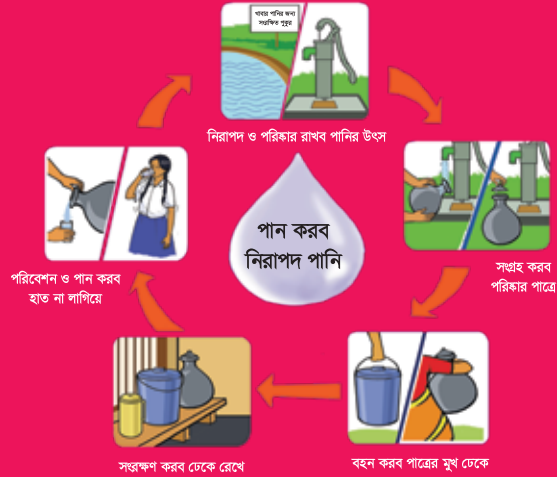 খাবার পানির জন্য
সংরক্ষিত পুকুর
নিরাপদ ও পরিষ্কার রাখব পানির উৎস
পান করব
নিরাপদ পানি
সংগ্রহ করব
পরিষ্কার পাত্রে
বহন করব পাত্রের মুখ ঢেকে
সংরক্ষণ করব ঢেকে রেখে
পরিবেশন ও পান করব
হাত না লাগিয়ে